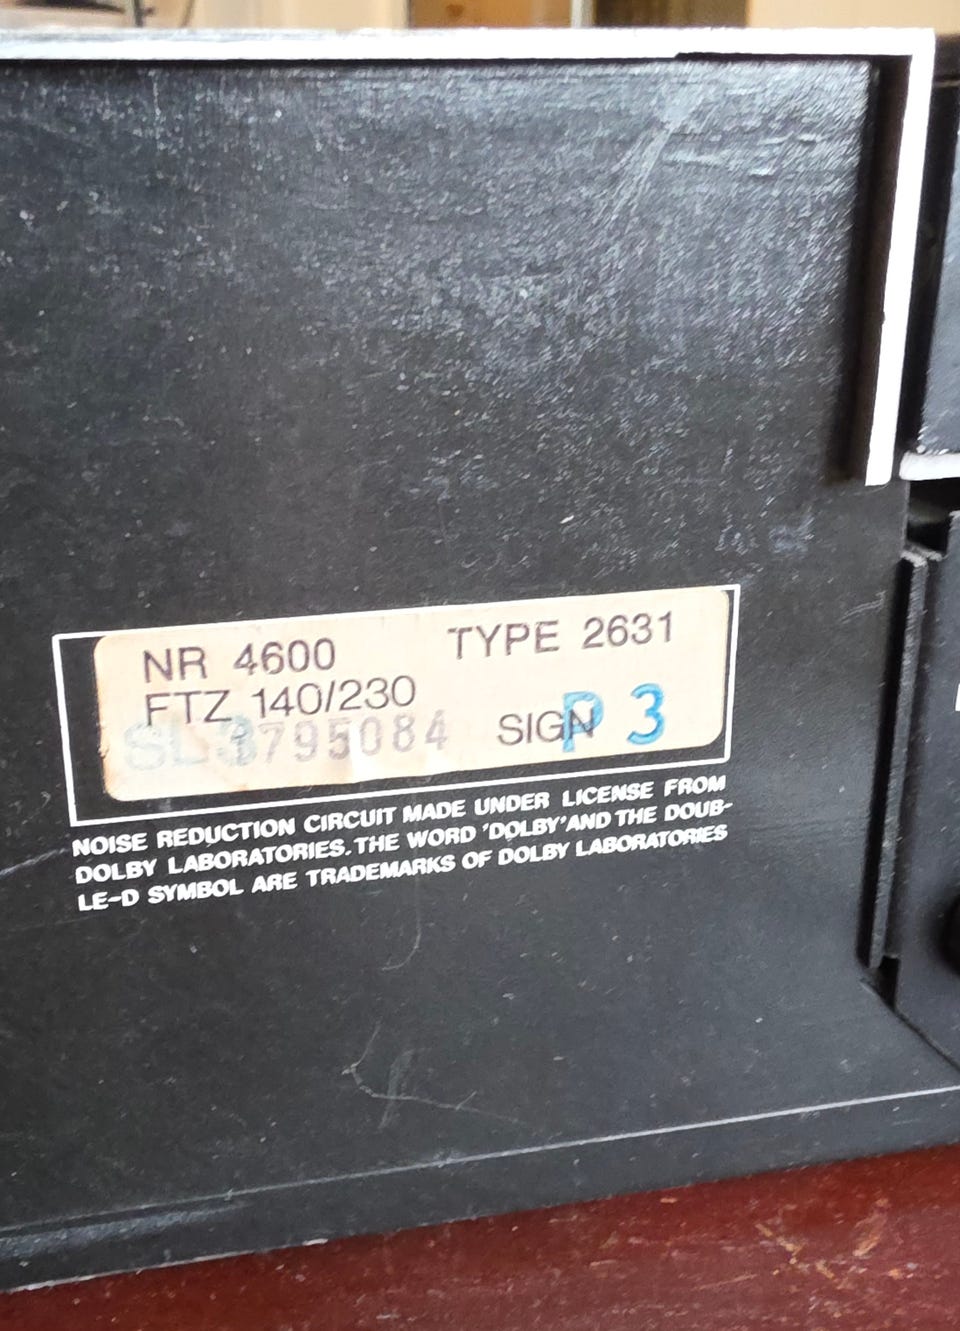 NR 4600 TYPE 2631
FTZ 140/230
3795084 SIGN P 3
NOISE REDUCTION CIRCUIT MADE UNDER LICENSE FROM
DOLBY LABORATORIES. THE WORD 'DOLBY' AND THE DOUB-
LE-D SYMBOL ARE TRADEMARKS OF DOLBY LABORATORIES